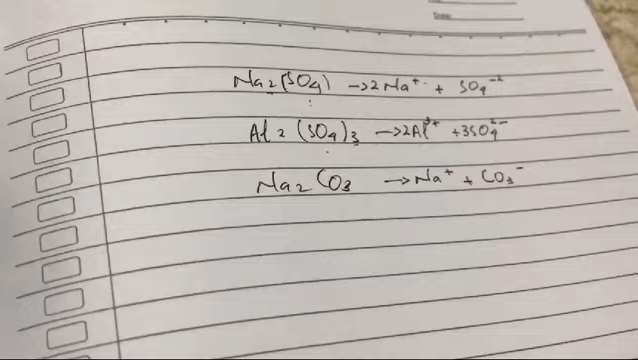 Na₂(SO₄) → 2Na⁺ + SO₄⁻²
Al₂(SO₄)₃ → 2Al³⁺ + 3SO₄²⁻
Na₂CO₃ → Na⁺ + CO₃⁻